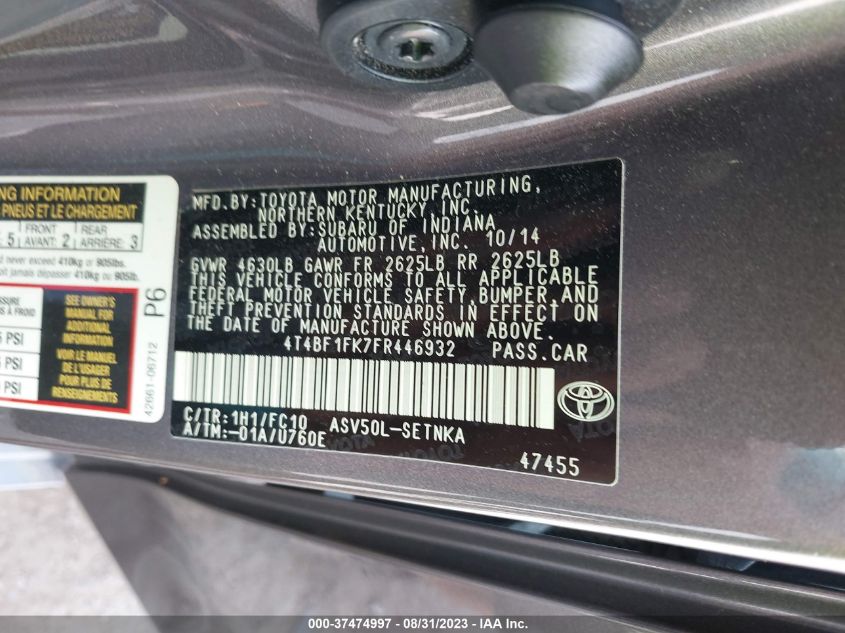 NG INFORMATION
PNEUS ET LE CHARGEMENT
5 FRONT AVANT: 2 REAR ARRIÈRE: 3
never exceed 410kg or 905lbs.
jamais dépasser 410kg ou 905lb.
SSURE
S À FROID
PSI
PSI
PSI
SEE OWNER'S
MANUAL FOR
ADDITIONAL
INFORMATION
VOIR LE MANUEL
DE L'USAGER
POUR PLUS DE
RENSEIGNEMENTS
P6
42661-06712
MFD.BY:TOYOTA MOTOR MANUFACTURING,
NORTHERN KENTUCKY,INC.
ASSEMBLED BY:SUBARU OF INDIANA
AUTOMOTIVE,INC. 10/14
GVWR 4630LB GAWR FR 2625LB RR 2625LB
THIS VEHICLE CONFORMS TO ALL APPLICABLE
FEDERAL MOTOR VEHICLE SAFETY,BUMPER,AND
THEFT PREVENTION STANDARDS IN EFFECT ON
THE DATE OF MANUFACTURE SHOWN ABOVE.
4T4BF1FK7FR446932 PASS.CAR
C/TR:1H1/FC10 ASV50L-SETNKA
A/TM:-01A/U760E
47455
000-37474997 - 08/31/2023 - IAA Inc.